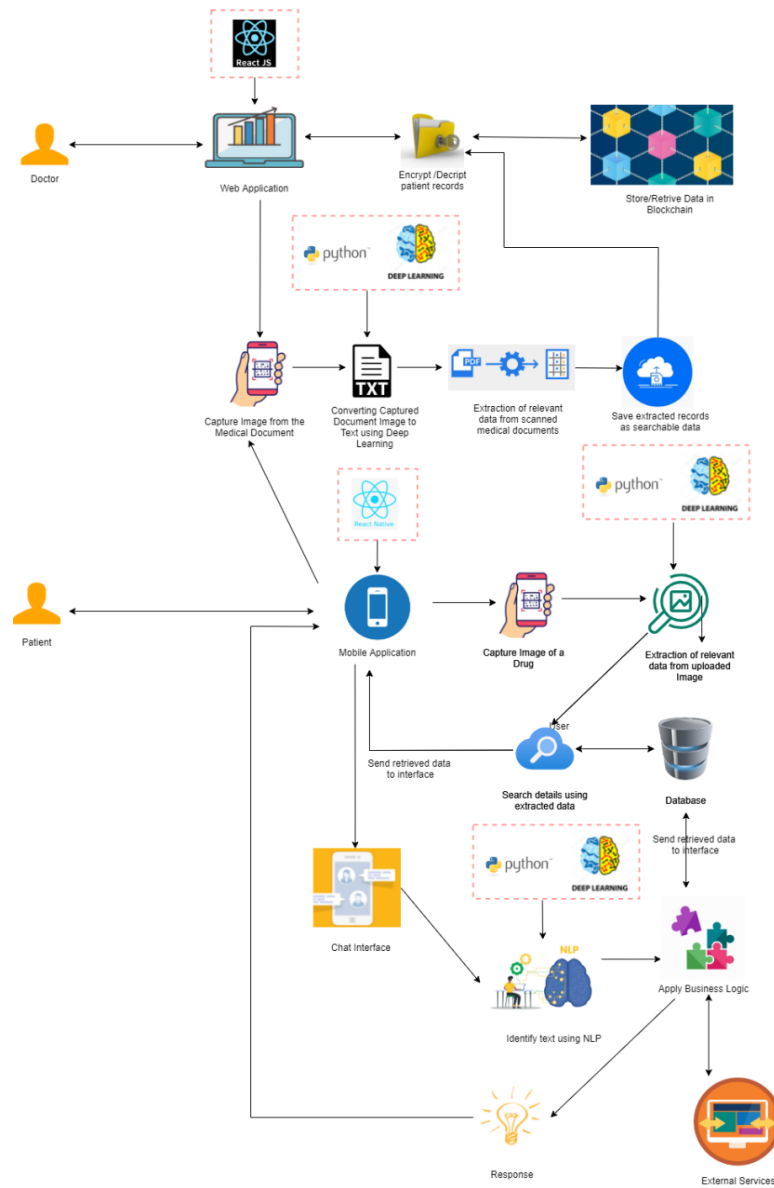 React JS
Doctor
Web Application
Encrypt /Decript
patient records
Store/Retrive Data in
Blockchain
python™
DEEP LEARNING
TXT
PDF
Capture Image from the
Medical Document
Converting Captured
Document Image to
Text using Deep
Learning
Extraction of relevant
data from scanned
medical documents
Save extracted records
as searchable data
python™
DEEP LEARNING
React Native
Patient
Mobile Application
Capture Image of a
Drug
Extraction of relevant
data from uploaded
Image
User
Send retrieved data
to interface
Search details using
extracted data
Database
Send retrieved data
to interface
python™
DEEP LEARNING
Chat Interface
NLP
Identify text using NLP
Apply Business Logic
Response
External Services